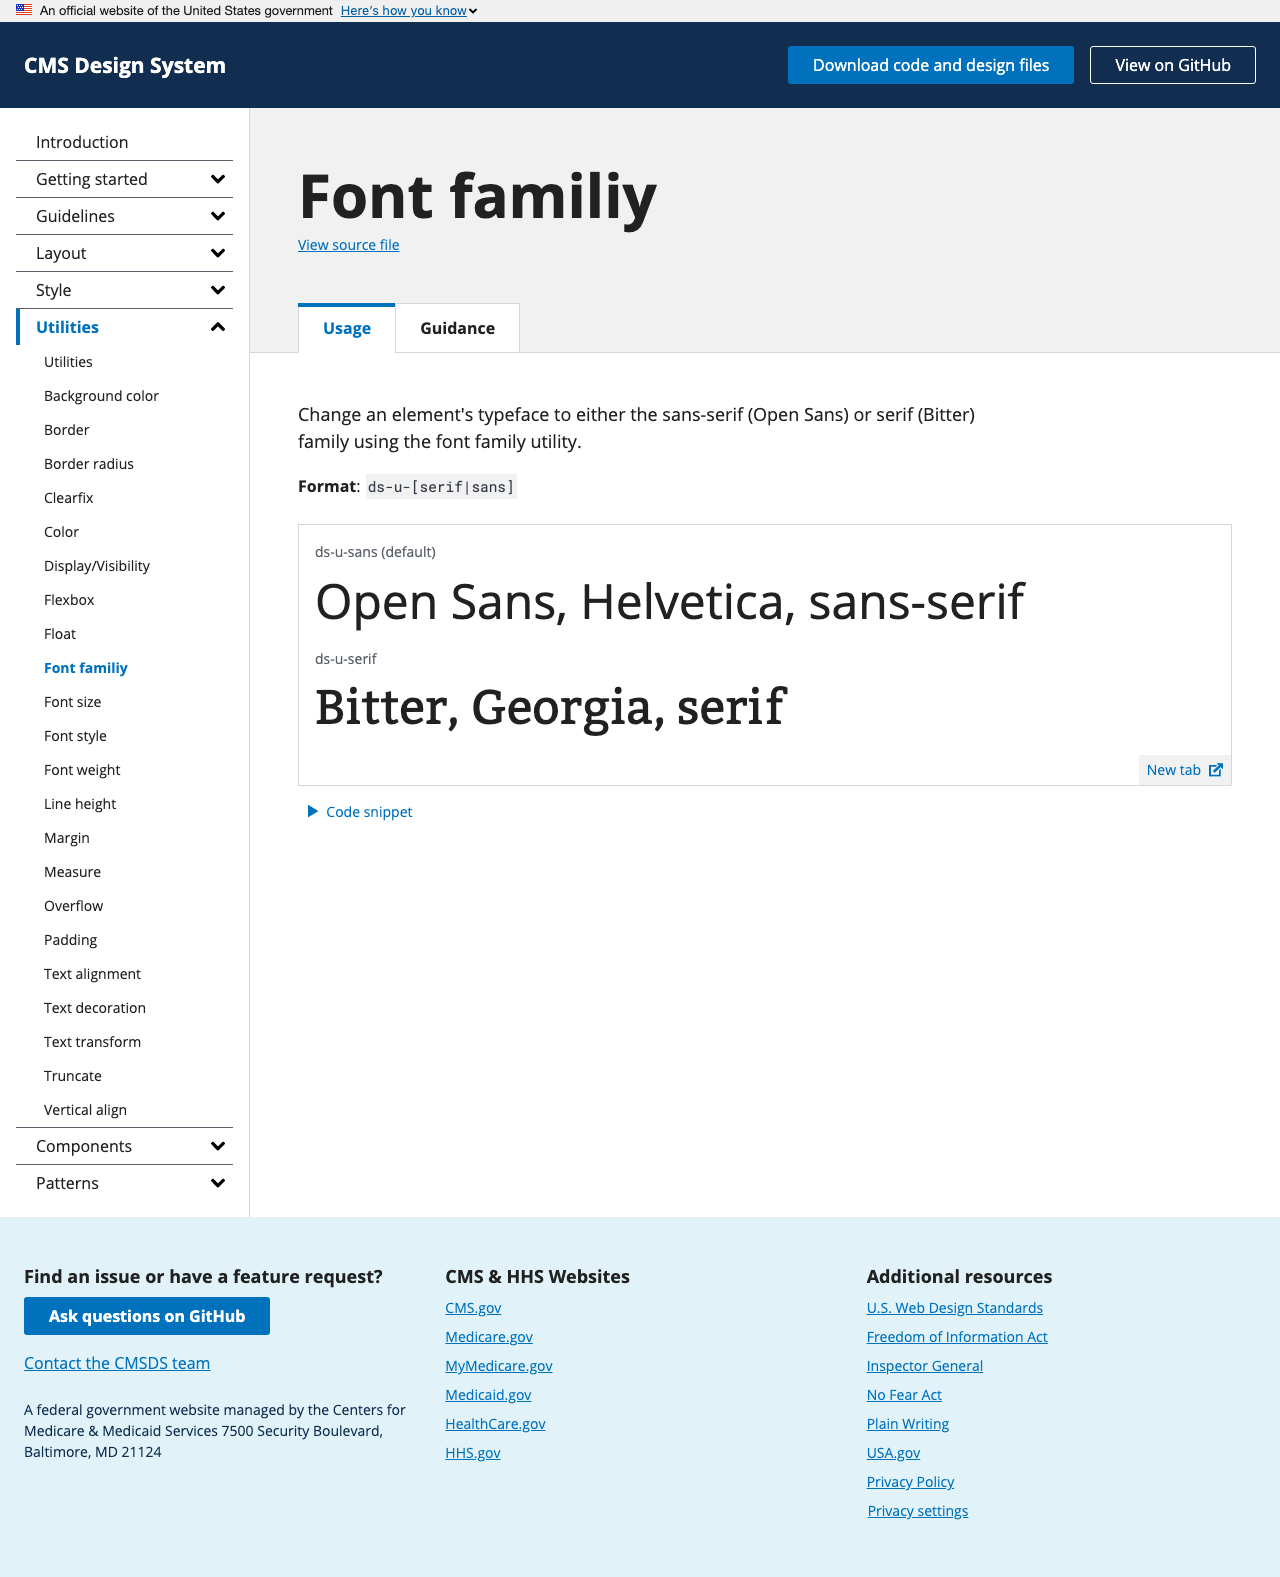 An official website of the United States government Here's how you know
CMS Design System
Download code and design files
View on GitHub
Introduction
Getting started
Guidelines
Layout
Style
Utilities
Utilities
Background color
Border
Border radius
Clearfix
Color
Display/Visibility
Flexbox
Float
Font familiy
Font size
Font style
Font weight
Line height
Margin
Measure
Overflow
Padding
Text alignment
Text decoration
Text transform
Truncate
Vertical align
Components
Patterns
Font familiy
View source file
Usage
Guidance
Change an element's typeface to either the sans-serif (Open Sans) or serif (Bitter)
family using the font family utility.
Format: ds-u-[serif|sans]
ds-u-sans (default)
Open Sans, Helvetica, sans-serif
ds-u-serif
Bitter, Georgia, serif
New tab
Code snippet
Find an issue or have a feature request?
Ask questions on GitHub
Contact the CMSDS team
A federal government website managed by the Centers for
Medicare & Medicaid Services 7500 Security Boulevard,
Baltimore, MD 21124
CMS & HHS Websites
CMS.gov
Medicare.gov
MyMedicare.gov
Medicaid.gov
HealthCare.gov
HHS.gov
Additional resources
U.S. Web Design Standards
Freedom of Information Act
Inspector General
No Fear Act
Plain Writing
USA.gov
Privacy Policy
Privacy settings